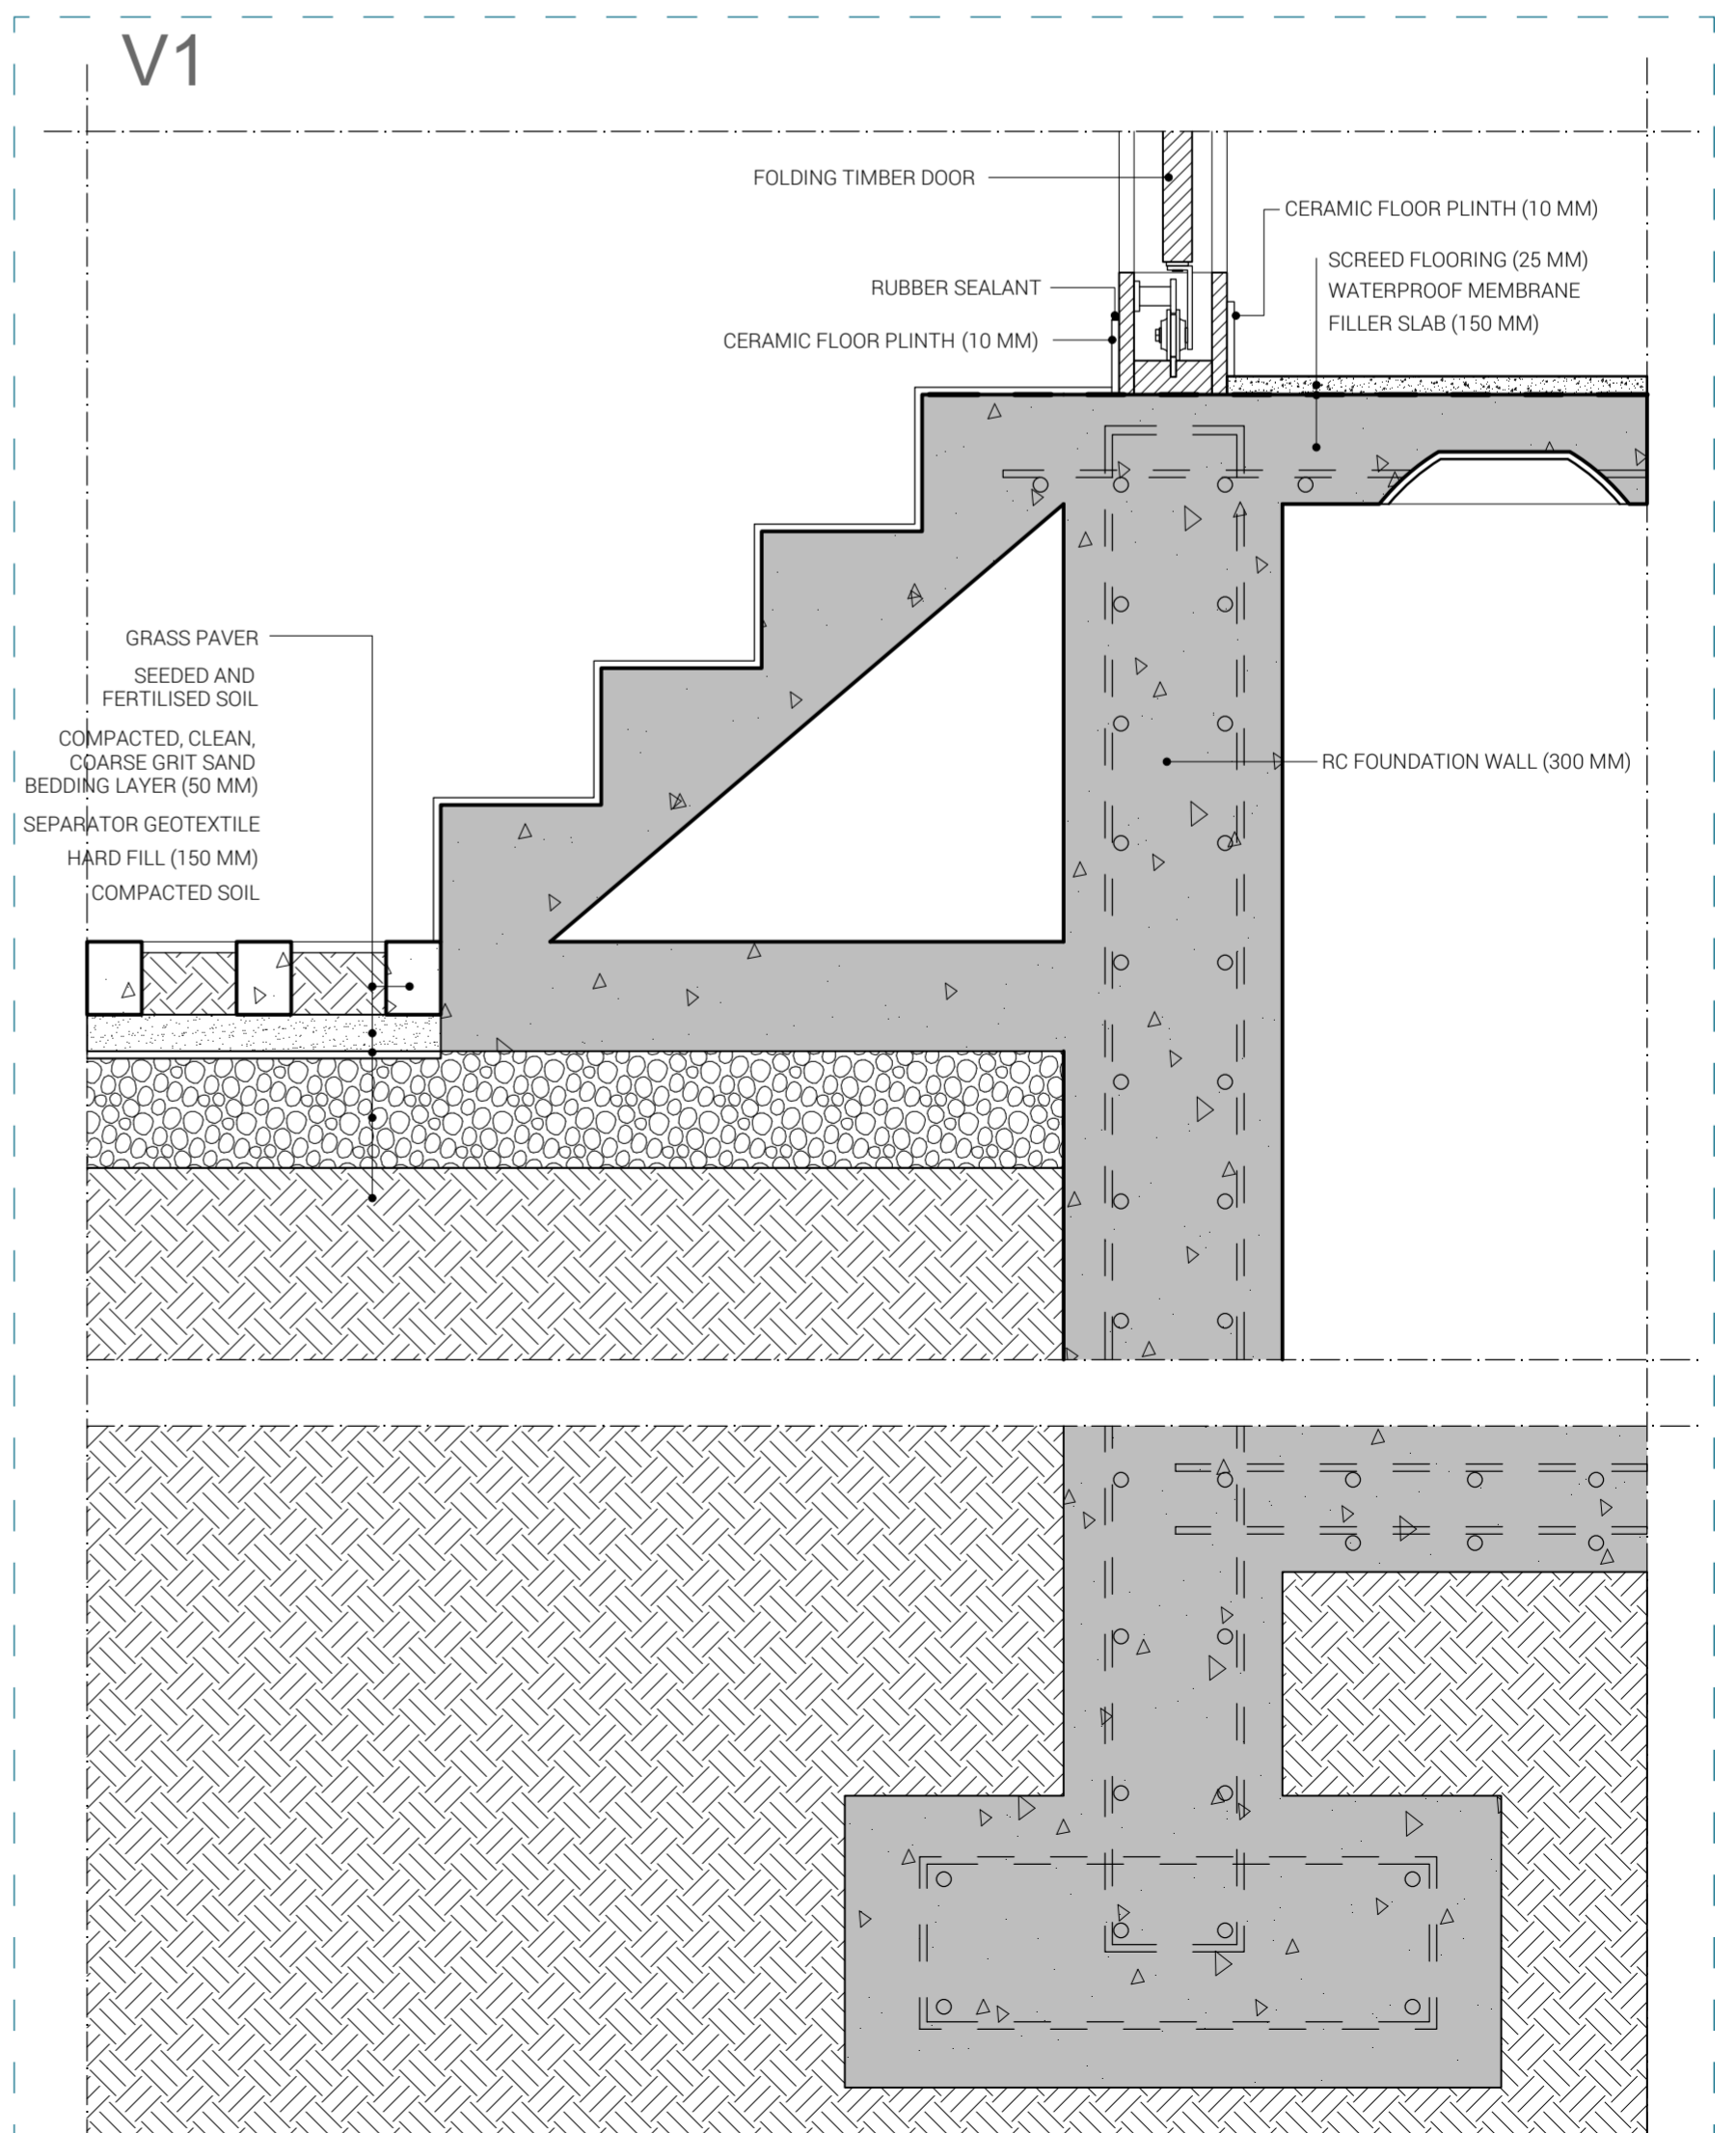 V1
FOLDING TIMBER DOOR
CERAMIC FLOOR PLINTH (10 MM)
SCREED FLOORING (25 MM)
WATERPROOF MEMBRANE
FILLER SLAB (150 MM)
RUBBER SEALANT
CERAMIC FLOOR PLINTH (10 MM)
GRASS PAVER
SEEDED AND
FERTILISED SOIL
COMPACTED, CLEAN,
COARSE GRIT SAND
BEDDING LAYER (50 MM)
SEPARATOR GEOTEXTILE
HARD FILL (150 MM)
COMPACTED SOIL
RC FOUNDATION WALL (300 MM)